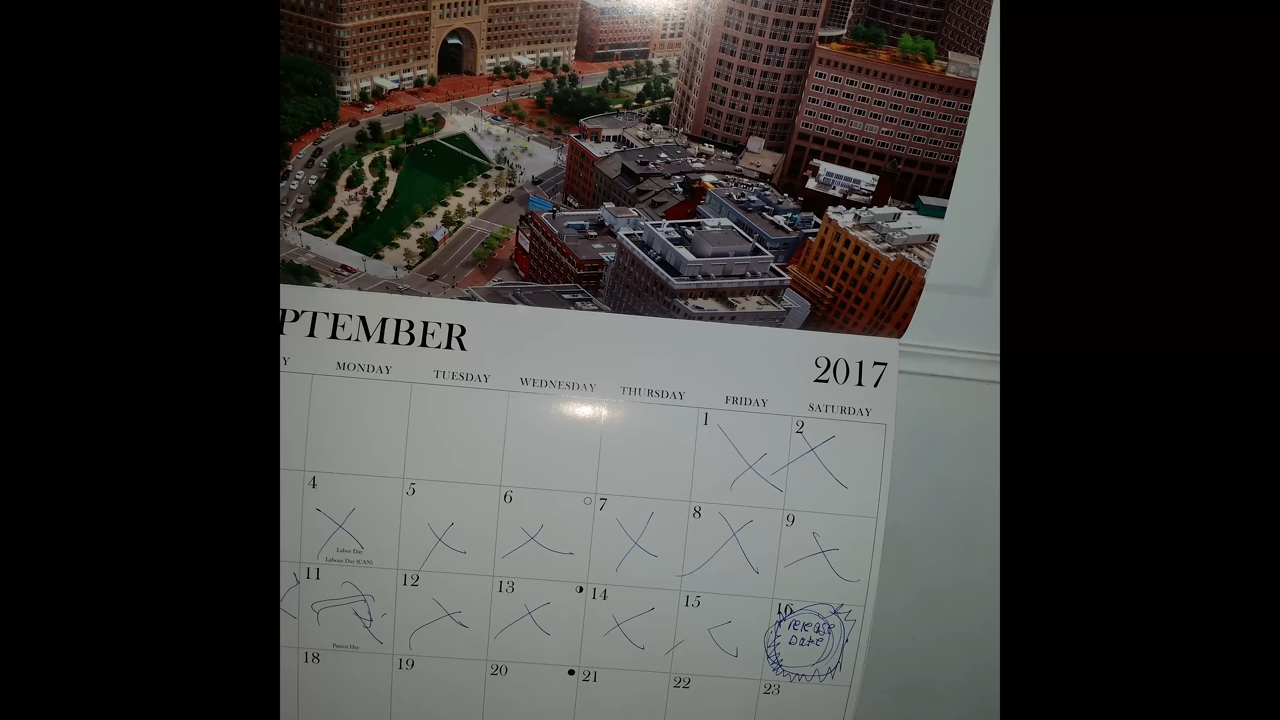 PTEMBER
2017
Y MONDAY TUESDAY WEDNESDAY THURSDAY FRIDAY SATURDAY
1 2
4 5 6 7 8 9
Labor Day
Labour Day (CAN)
11 12 13 14 15 16
release
Date
Patriot Day
18 19 20 21 22 23